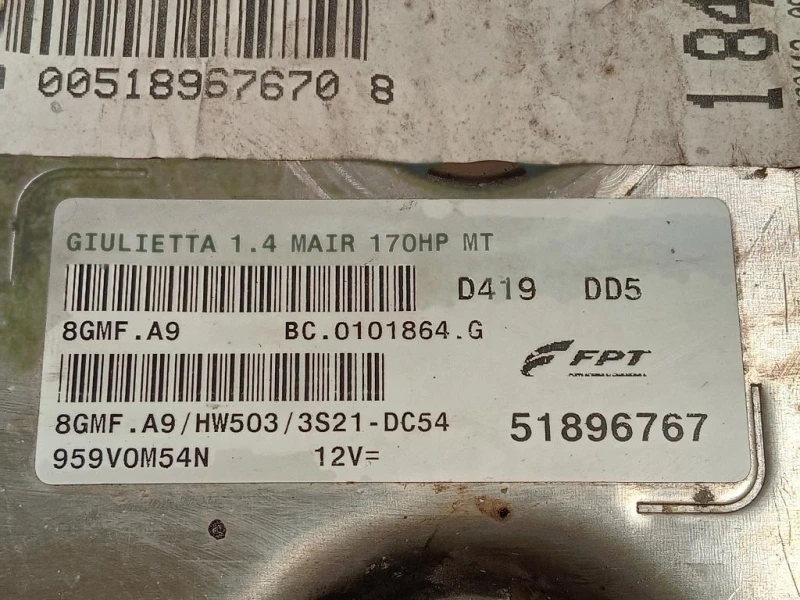 00518967670 8
184
GIULIETTA 1.4 MAIR 170HP MT
D419 DD5
8GMF.A9 BC.0101864.G
FPT
8GMF.A9/HW503/3S21-DC54
51896767
959V0M54N 12V=